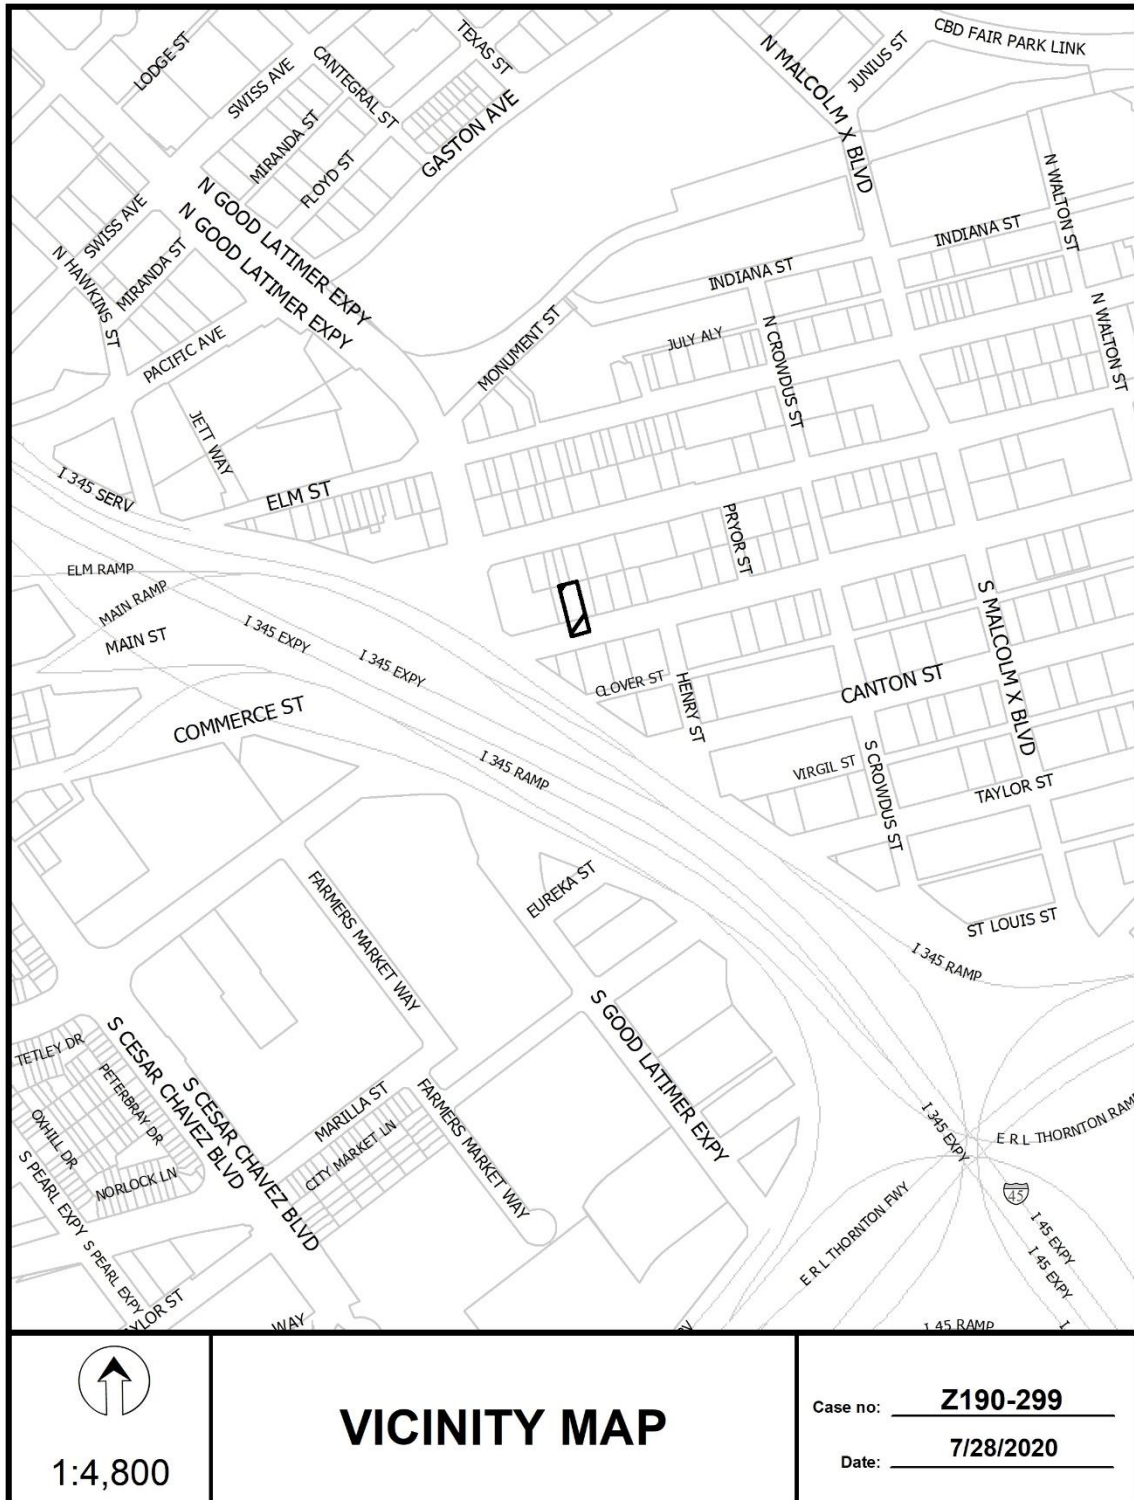 TEXAS ST
CBD FAIR PARK LINK
LODGE ST
CANTEGRAL ST
N MALCOLM X BLVD
JUNIUS ST
SWISS AVE
GASTON AVE
MIRANDA ST
FLOYD ST
N WALTON ST
N GOOD LATIMER EXPY
N GOOD LATIMER EXPY
SWISS AVE
INDIANA ST
N HAWKINS ST
MIRANDA ST
INDIANA ST
MONUMENT ST
N WALTON ST
PACIFIC AVE
JULY ALY
N CROWDUS ST
JETT WAY
I 345 SERV
ELM ST
PRYOR ST
ELM RAMP
MAIN RAMP
MAIN ST
I 345 EXPY
I 345 EXPY
S MALCOLM X BLVD
CLOVER ST
HENRY ST
CANTON ST
COMMERCE ST
I 345 RAMP
VIRGIL ST
S CROWDUS ST
TAYLOR ST
EUREKA ST
FARMERS MARKET WAY
ST LOUIS ST
I 345 RAMP
S GOOD LATIMER EXPY
TETLEY DR
S CESAR CHAVEZ BLVD
S CESAR CHAVEZ BLVD
PETERBRAY DR
MARILLA ST
FARMERS MARKET WAY
OXHILL DR
CITY MARKET LN
I 345 EXPY
E R L THORNTON RAM
S PEARL EXPY
NORLOCK LN
45
E R L THORNTON FWY
I 45 EXPY
I 45 EXPY
S PEARL EXPY
YLOR ST
WAY
I 45 RAMP
1:4,800
VICINITY MAP
Case no: Z190-299
Date: 7/28/2020